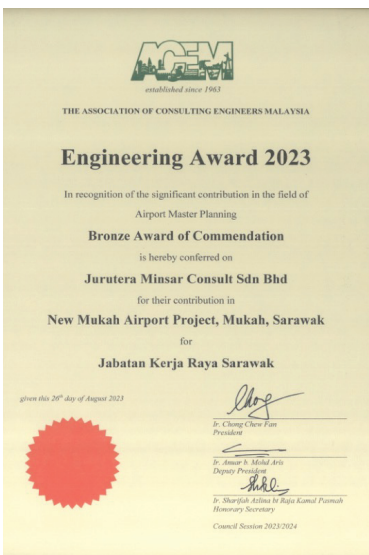 ACEM
established since 1963
THE ASSOCIATION OF CONSULTING ENGINEERS MALAYSIA
Engineering Award 2023
In recognition of the significant contribution in the field of
Airport Master Planning
Bronze Award of Commendation
is hereby conferred on
Jurutera Minsar Consult Sdn Bhd
for their contribution in
New Mukah Airport Project, Mukah, Sarawak
for
Jabatan Kerja Raya Sarawak
given this 26th day of August 2023
Ir. Chong Chew Fan
President
Ir. Anuar b. Mohd Aris
Deputy President
Ir. Sharifah Azlina bt Raja Kamal Pasmah
Honorary Secretary
Council Session 2023/2024